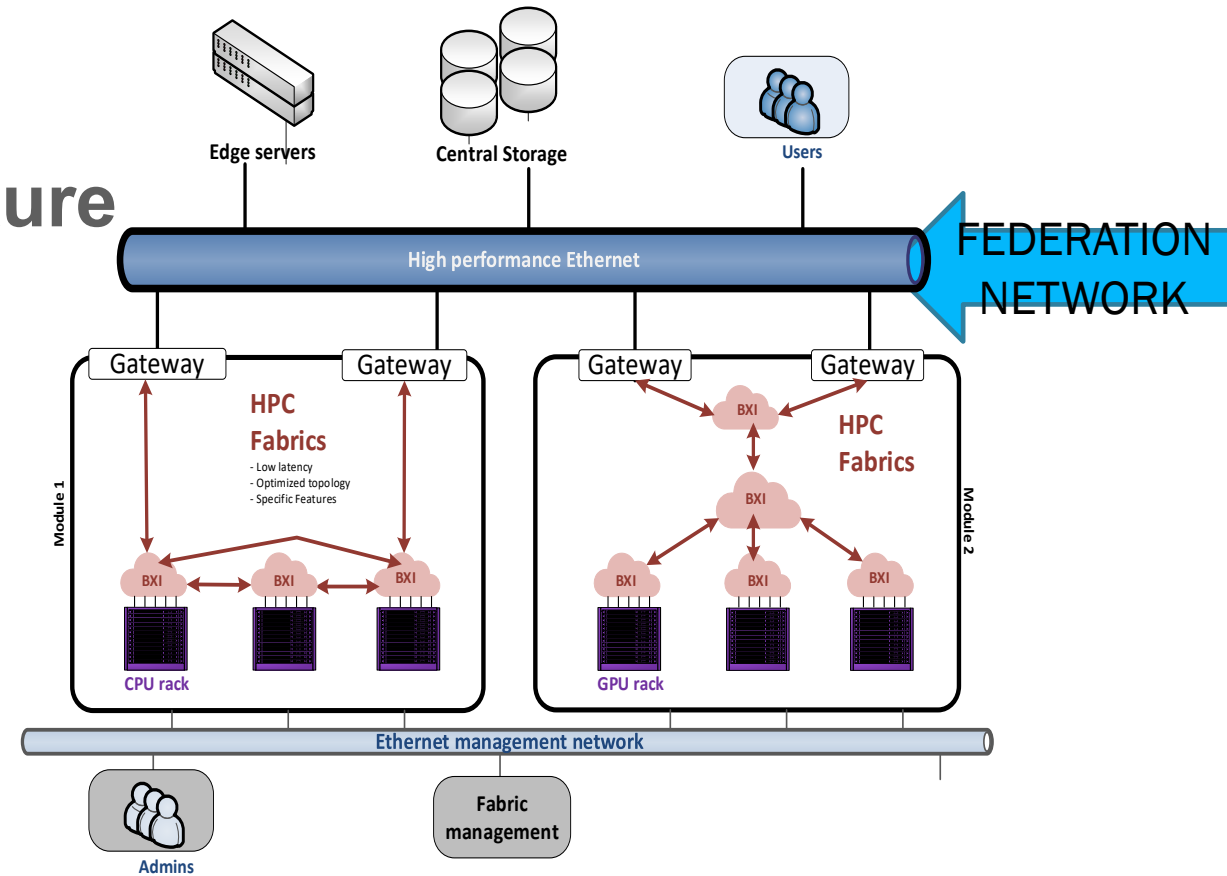 Edge servers
Central Storage
Users
ure
High performance Ethernet
FEDERATION
NETWORK
Gateway
Gateway
Gateway
Gateway
HPC
Fabrics
- Low latency
- Optimized topology
- Specific Features
Module 1
BXI
BXI
BXI
CPU rack
BXI
HPC
Fabrics
BXI
Module 2
BXI
BXI
BXI
GPU rack
Ethernet management network
Admins
Fabric
management